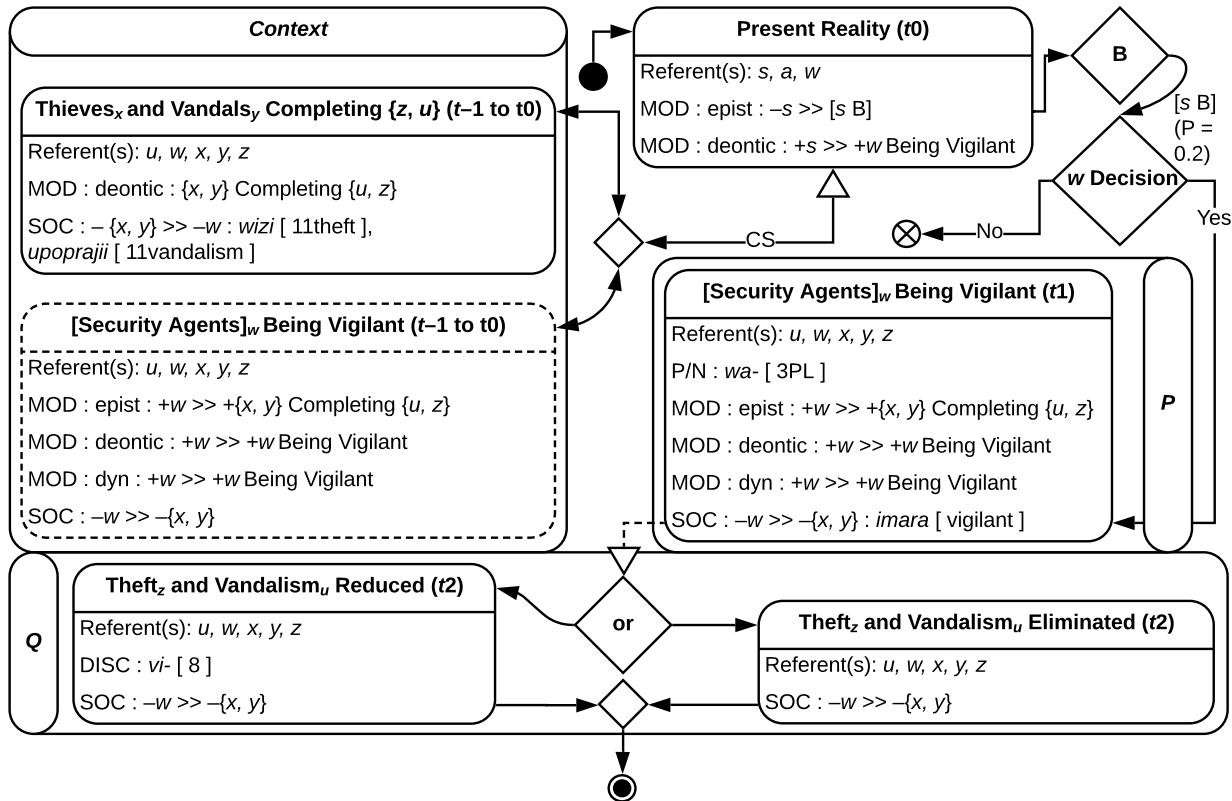 Context
Thievesx and Vandalsy Completing {z, u} (t–1 to t0)
Referent(s): u, w, x, y, z
MOD : deontic : {x, y} Completing {u, z}
SOC : – {x, y} >> –w : wizi [ 11theft ],
upoprajii [ 11vandalism ]
[Security Agents]w Being Vigilant (t–1 to t0)
Referent(s): u, w, x, y, z
MOD : epist : +w >> +{x, y} Completing {u, z}
MOD : deontic : +w >> +w Being Vigilant
MOD : dyn : +w >> +w Being Vigilant
SOC : –w >> –{x, y}
Present Reality (t0)
Referent(s): s, a, w
MOD : epist : –s >> [s B]
MOD : deontic : +s >> +w Being Vigilant
B
[s B]
(P =
0.2)
w Decision
Yes
No
CS
[Security Agents]w Being Vigilant (t1)
Referent(s): u, w, x, y, z
P/N : wa- [ 3PL ]
MOD : epist : +w >> +{x, y} Completing {u, z}
MOD : deontic : +w >> +w Being Vigilant
MOD : dyn : +w >> +w Being Vigilant
SOC : –w >> –{x, y} : imara [ vigilant ]
P
Q
Theftz and Vandalismu Reduced (t2)
Referent(s): u, w, x, y, z
DISC : vi- [ 8 ]
SOC : –w >> –{x, y}
or
Theftz and Vandalismu Eliminated (t2)
Referent(s): u, w, x, y, z
SOC : –w >> –{x, y}